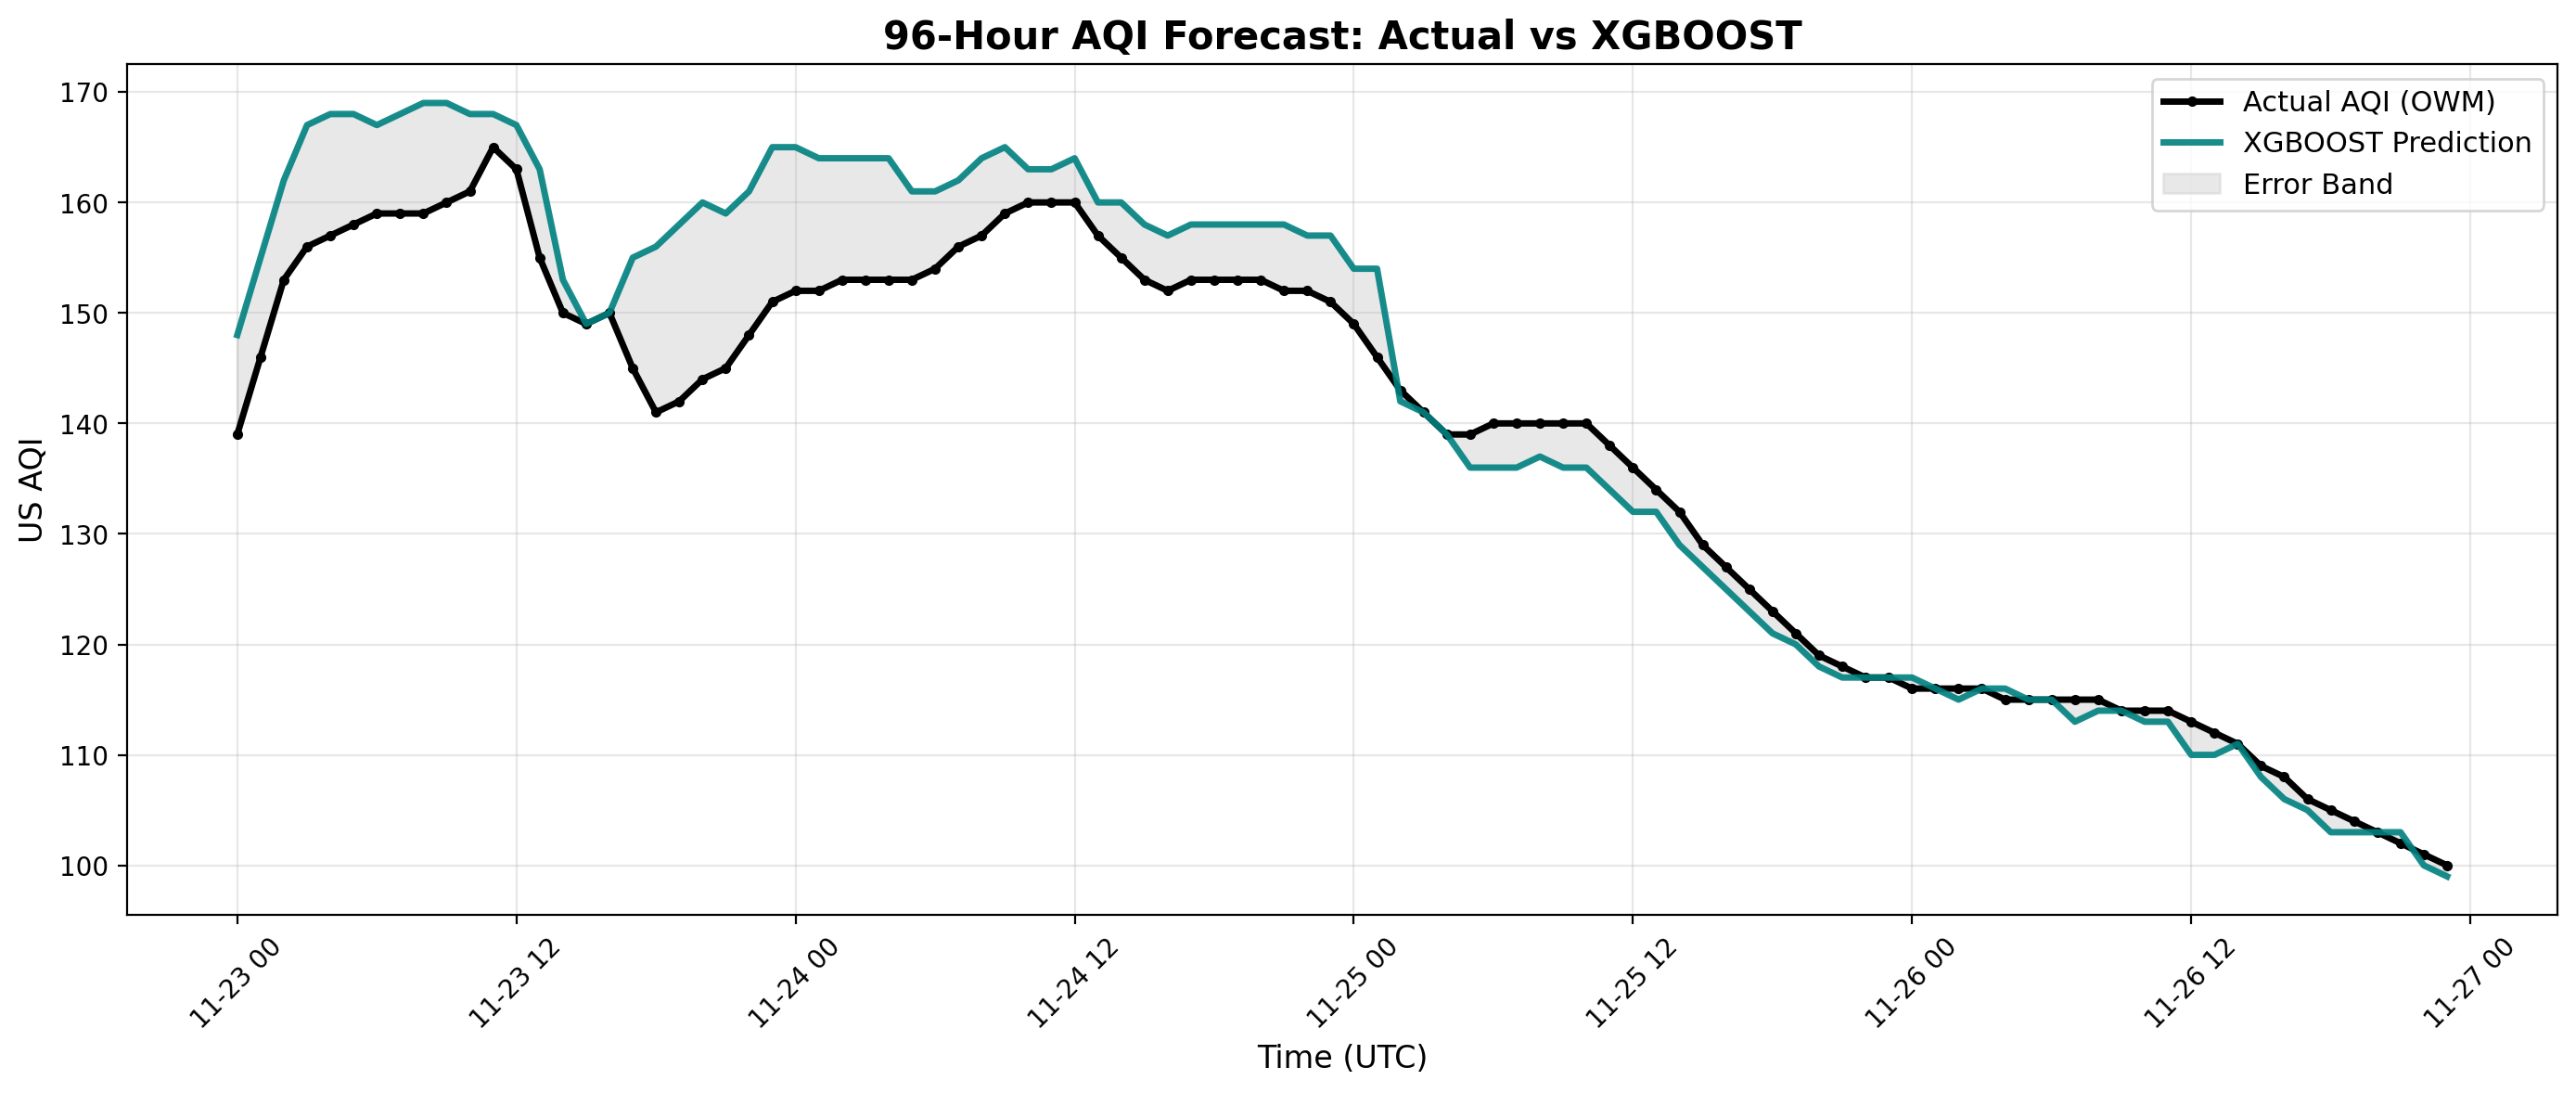 96-Hour AQI Forecast: Actual vs XGBOOST
Actual AQI (OWM)
XGBOOST Prediction
Error Band
US AQI
170
160
150
140
130
120
110
100
11-23 00
11-23 12
11-24 00
11-24 12
11-25 00
11-25 12
11-26 00
11-26 12
11-27 00
Time (UTC)